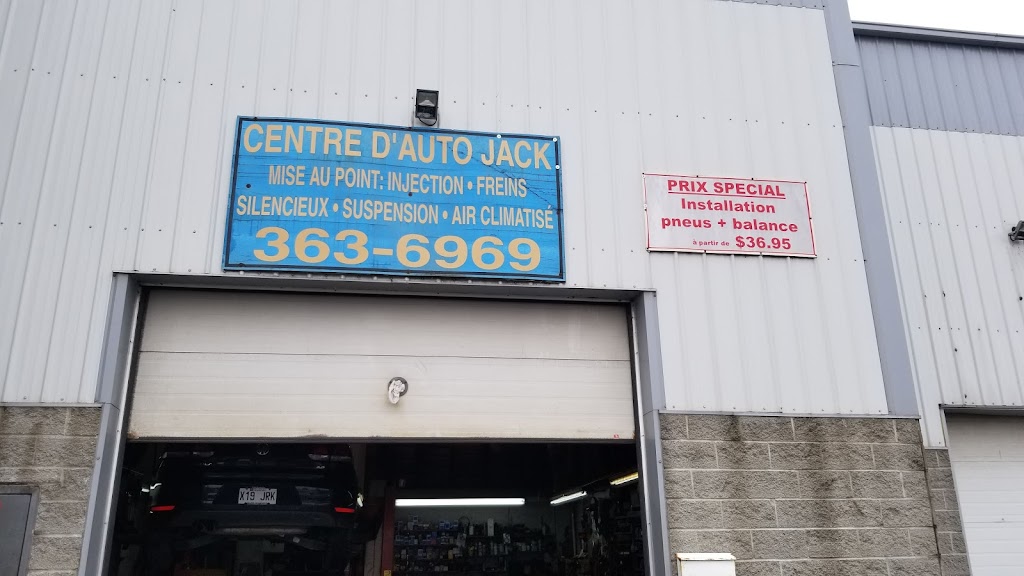 CENTRE D'AUTO JACK
MISE AU POINT: INJECTION • FREINS
SILENCIEUX • SUSPENSION • AIR CLIMATISÉ
363-6969
PRIX SPECIAL
Installation
pneus + balance
à partir de $36.95
X19 JRK